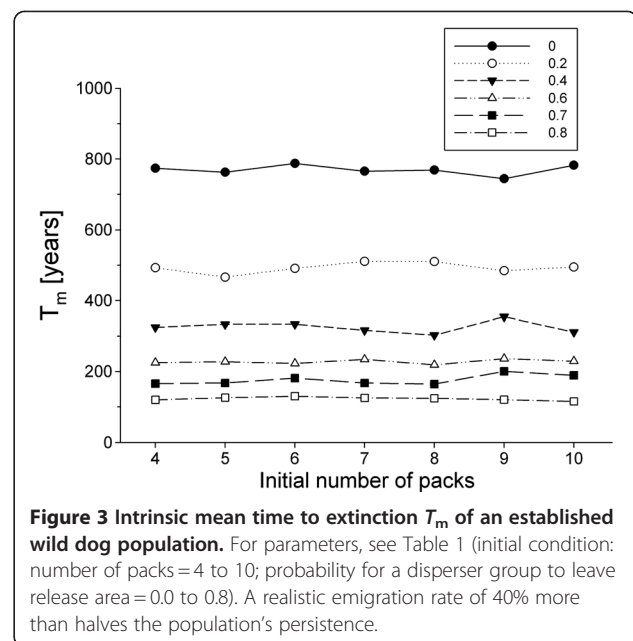 0
0.2
0.4
0.6
0.7
0.8
1000
800
600
400
200
0
Tm [years]
4 5 6 7 8 9 10
Initial number of packs
Figure 3 Intrinsic mean time to extinction Tm of an established
wild dog population. For parameters, see Table 1 (initial condition:
number of packs = 4 to 10; probability for a disperser group to leave
release area = 0.0 to 0.8). A realistic emigration rate of 40% more
than halves the population’s persistence.